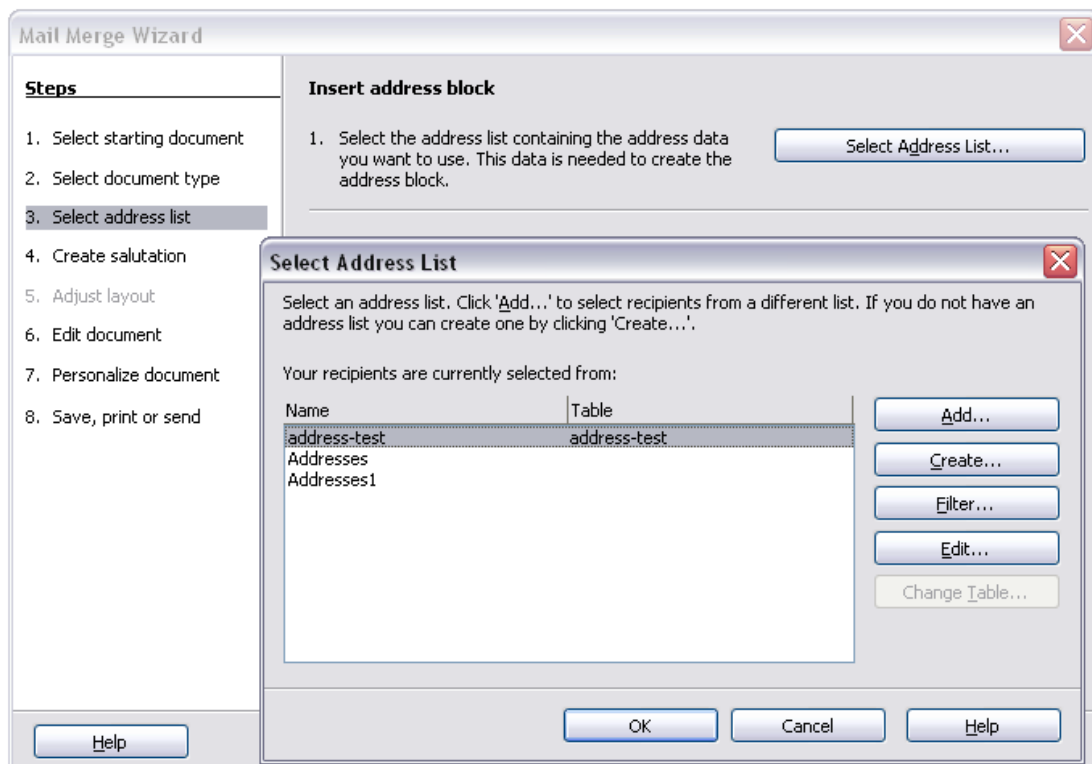 Mail Merge Wizard
Steps
1. Select starting document
2. Select document type
3. Select address list
4. Create salutation
5. Adjust layout
6. Edit document
7. Personalize document
8. Save, print or send
Help
Insert address block
1. Select the address list containing the address data
you want to use. This data is needed to create the
address block.
Select Address List...
Select Address List
Select an address list. Click 'Add...' to select recipients from a different list. If you do not have an
address list you can create one by clicking 'Create...'.
Your recipients are currently selected from:
Name Table
address-test address-test
Addresses
Addresses1
Add...
Create...
Filter...
Edit...
Change Table...
OK Cancel Help